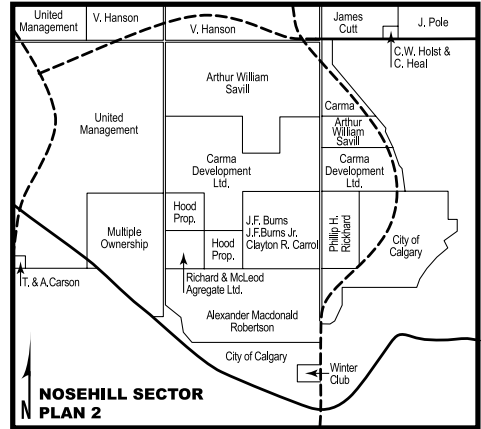 United
Management
V. Hanson
V. Hanson
James
Cutt
J. Pole
C.W. Holst &
C. Heal
Arthur William
Savill
United
Management
Carma
Arthur
William
Savill
Carma
Development
Ltd.
Carma
Development
Ltd.
Hood
Prop.
Multiple
Ownership
J.F. Burns
J.F.Burns Jr.
Clayton R. Carrol
Phillip H.
Rickhard
City of
Calgary
Hood
Prop.
T. & A.Carson
Richard & McLeod
Agregate Ltd.
Alexander Macdonald
Robertson
City of Calgary
Winter
Club
N
NOSEHILL SECTOR
PLAN 2